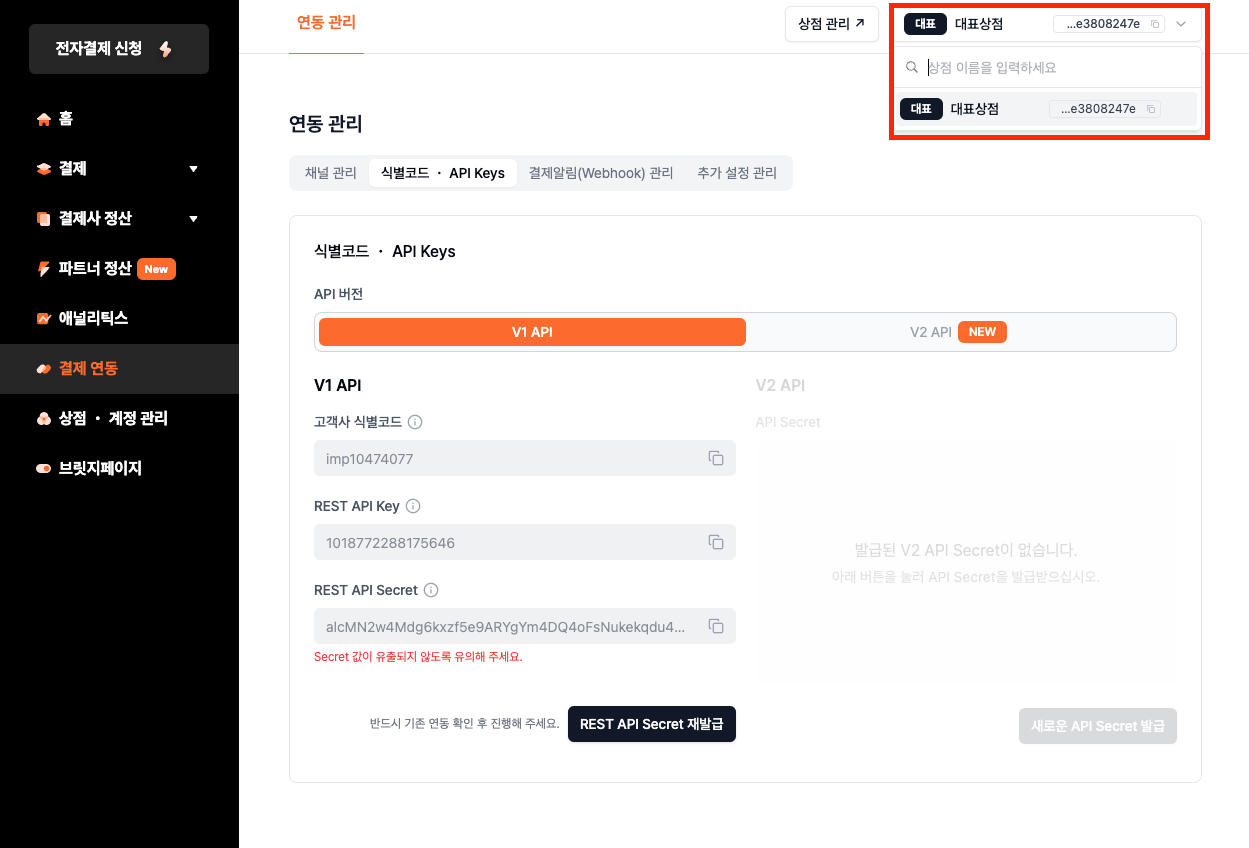 전자결제 신청
홈
결제
결제사 정산
파트너 정산 New
애널리틱스
결제 연동
상점 · 계정 관리
브릿지페이지
연동 관리
상점 관리
대표 대표상점 ...e3808247e
상점 이름을 입력하세요
대표 대표상점 ...e3808247e
연동 관리
채널 관리 식별코드 · API Keys 결제알림(Webhook) 관리 추가 설정 관리
식별코드 · API Keys
API 버전
V1 API V2 API NEW
V1 API
고객사 식별코드
imp10474077
REST API Key
1018772288175646
REST API Secret
alcMN2w4Mdg6kxzf5e9ARYgYm4DQ4oFsNukekqdu4...
Secret 값이 유출되지 않도록 유의해 주세요.
반드시 기존 연동 확인 후 진행해 주세요. REST API Secret 재발급
V2 API
API Secret
발급된 V2 API Secret이 없습니다.
아래 버튼을 눌러 API Secret을 발급받으십시오.
새로운 API Secret 발급